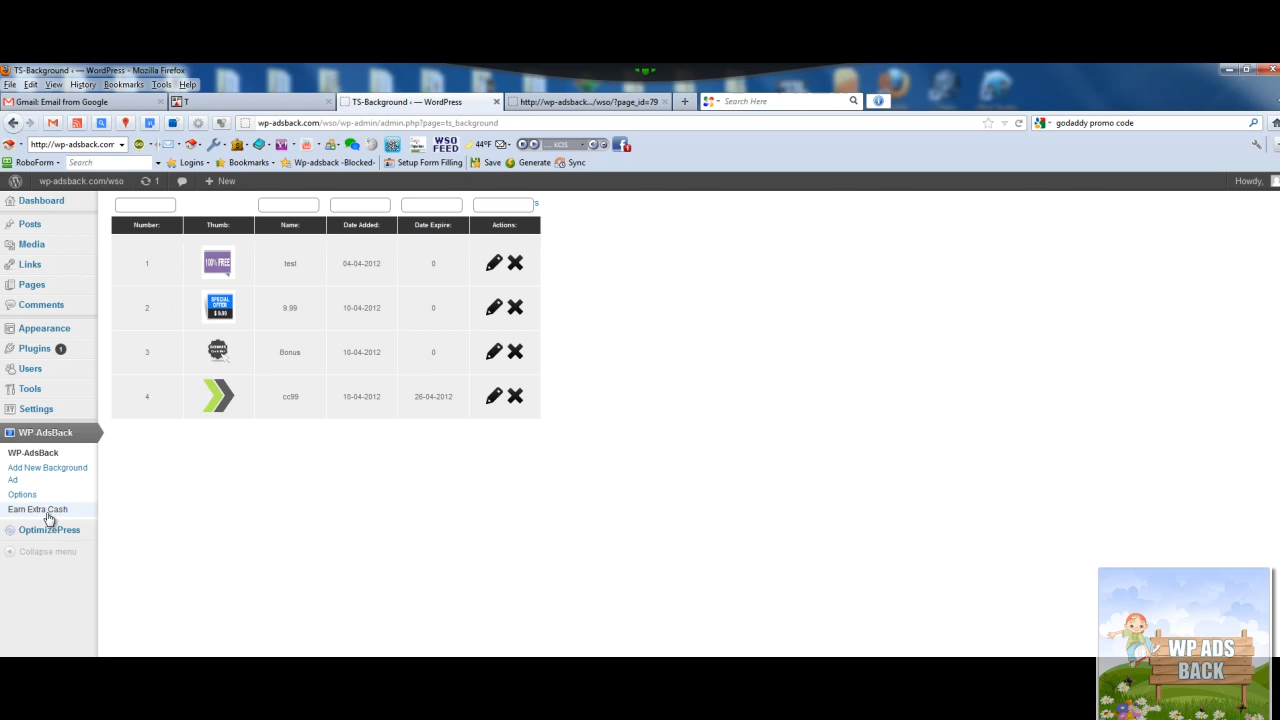 TS-Background ‹ — WordPress - Mozilla Firefox
File Edit View History Bookmarks Tools Help
Gmail: Email from Google
T
TS-Background ‹ — WordPress
http://wp-adsback.../wso/?page_id=79
Search Here
wp-adsback.com/wso/wp-admin/admin.php?page=ts_background
godaddy promo code
http://wp-adsback.com
WSO FEED
44°F
KCIS
RoboForm
Search
Logins
Bookmarks
Wp-adsback -Blocked-
Setup Form Filling
Save
Generate
Sync
wp-adsback.com/wso
1
New
Howdy,
Dashboard
Posts
Media
Links
Pages
Comments
Appearance
Plugins 1
Users
Tools
Settings
WP-AdsBack
WP-AdsBack
Add New Background
Ad
Options
Earn Extra Cash
OptimizePress
Collapse menu
s
Number: Thumb: Name: Date Added: Date Expire: Actions:
1 100% FREE test 04-04-2012 0
2 SPECIAL OFFER $ 9.99 9.99 10-04-2012 0
3 BONUS Bonus 10-04-2012 0
4 cc99 10-04-2012 26-04-2012
WP ADS
BACK